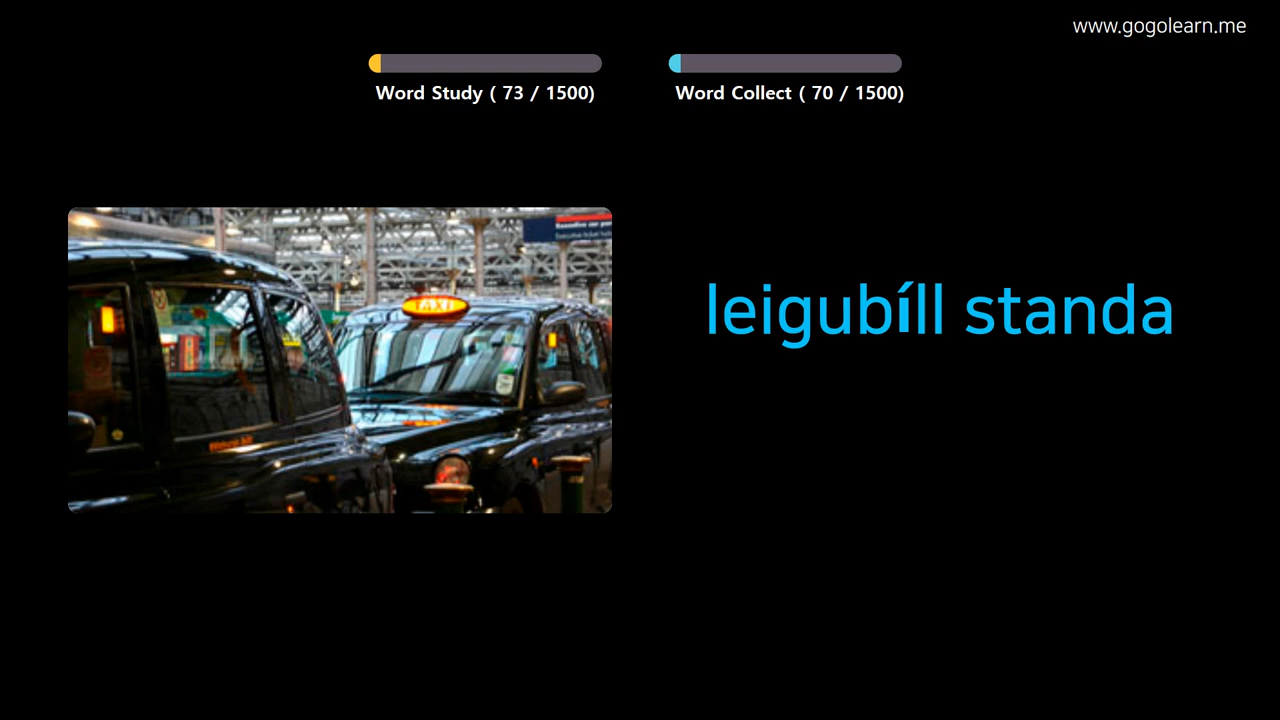 www.gogolearn.me
Word Study ( 73 / 1500)
Word Collect ( 70 / 1500)
TAXI
leigubíll standa